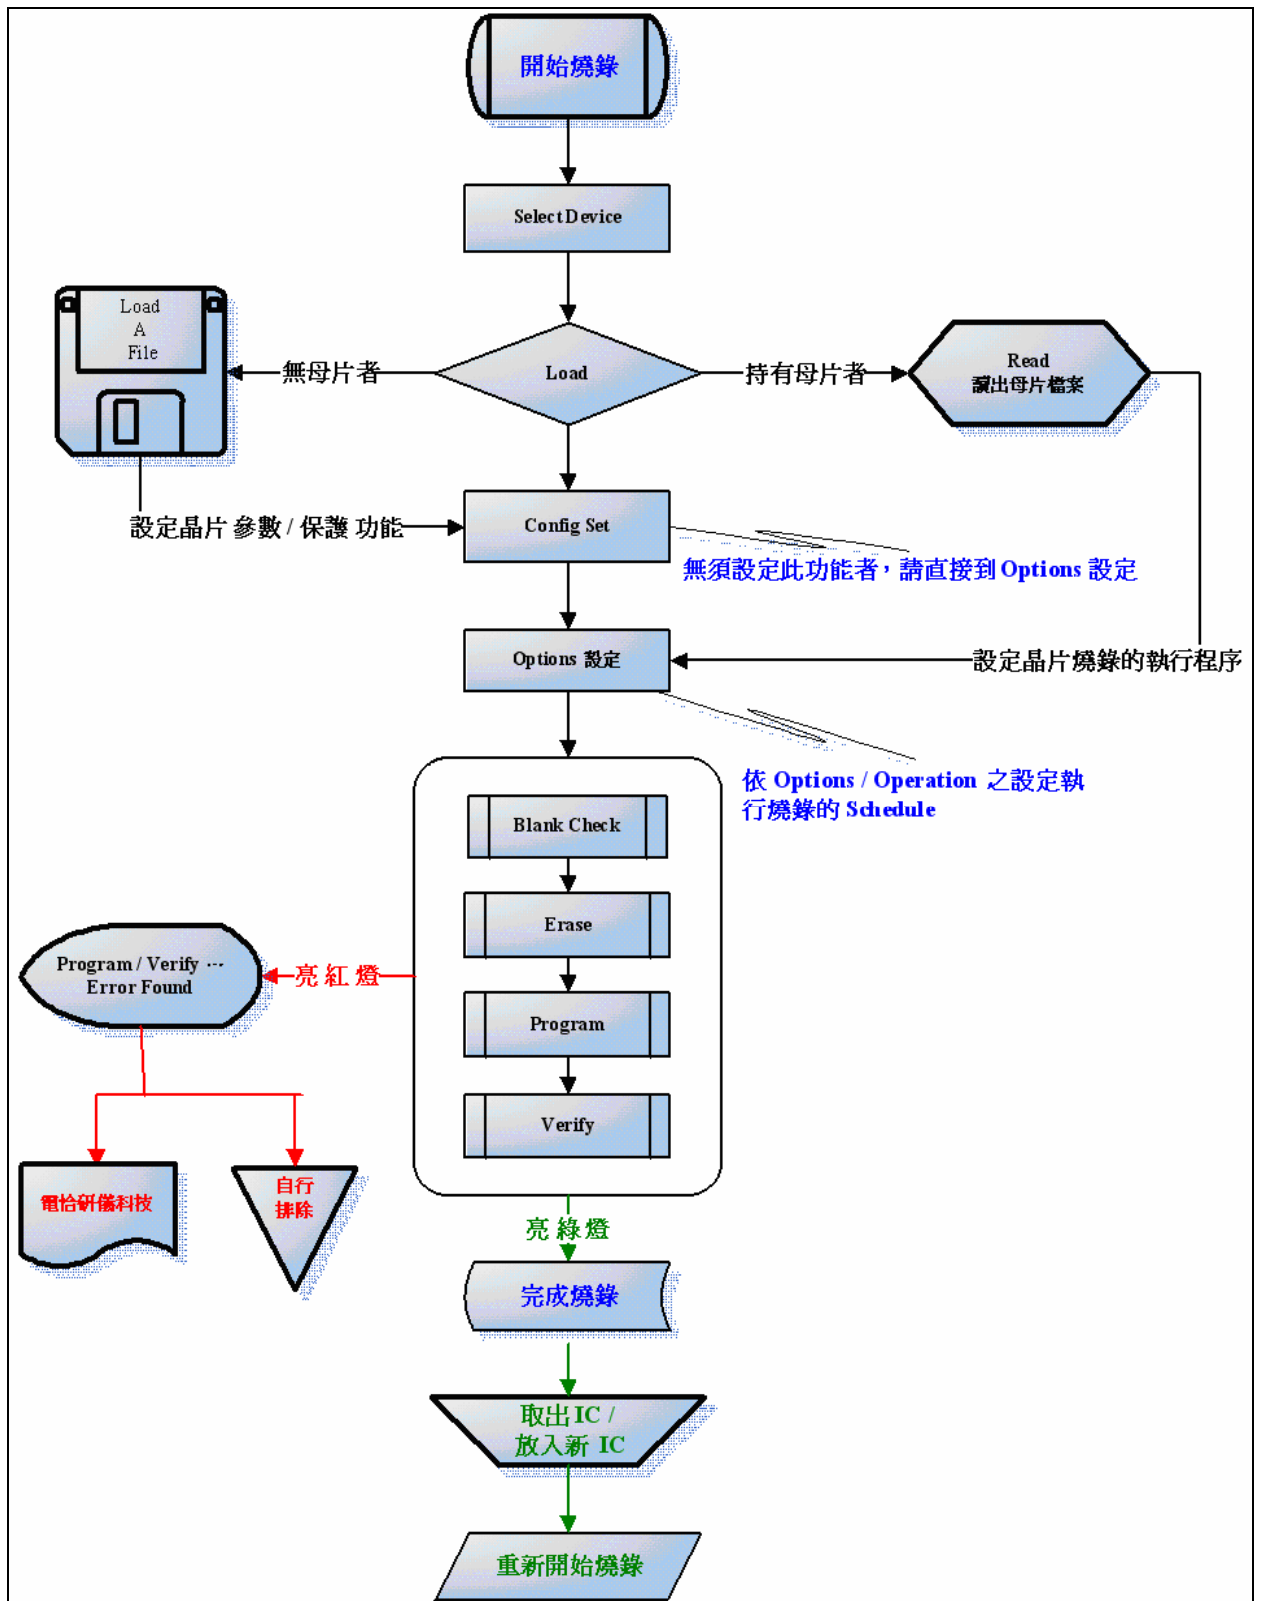 開始燒錄
Select Device
Load
A
File
無母片者
Load
持有母片者
Read
讀出母片檔案
設定晶片 參數 / 保護 功能
Config Set
無須設定此功能者，請直接到 Options 設定
Options 設定
設定晶片燒錄的執行程序
依 Options / Operation 之設定執
行燒錄的 Schedule
Blank Check
Erase
Program / Verify ...
Error Found
亮 紅 燈
Program
Verify
電恰研儀科技
自行
排除
亮 綠 燈
完成燒錄
取出 IC /
放入新 IC
重新開始燒錄